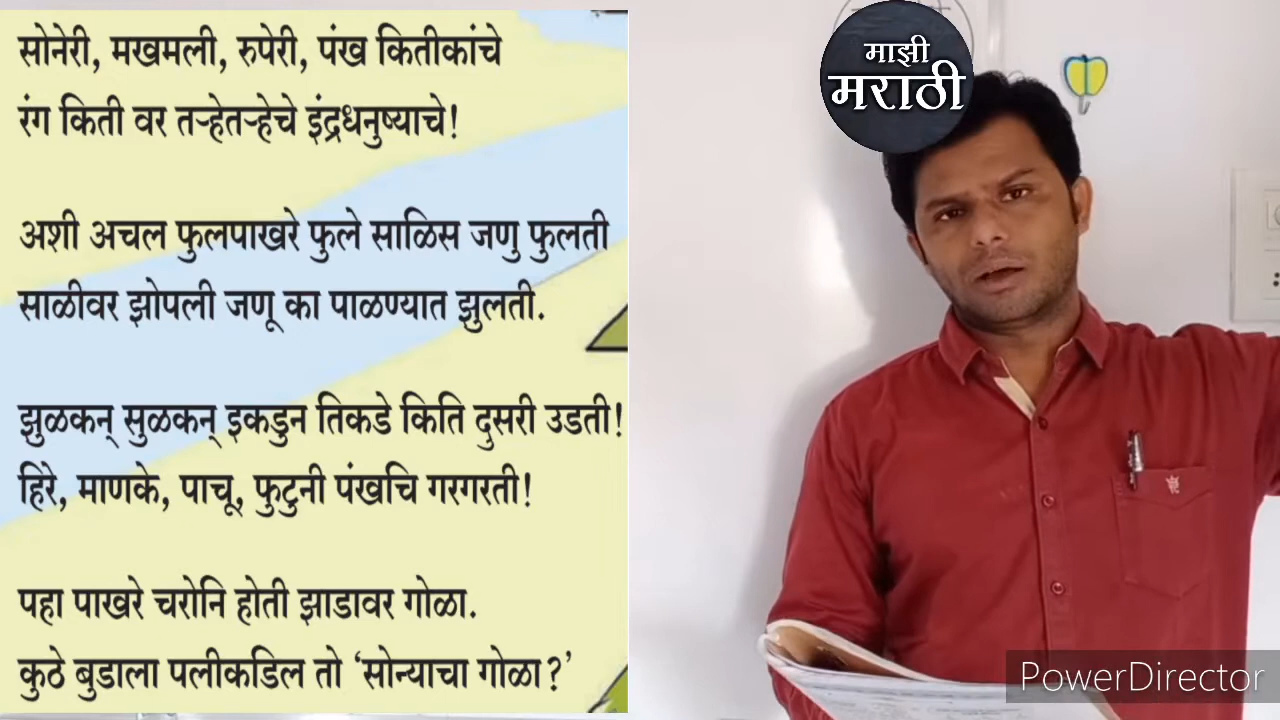 सोनेरी, मखमली, रुपेरी, पंख कितीकांचे
रंग किती वर तऱ्हेतऱ्हेचे इंद्रधनुष्याचे!
अशी अचल फुलपाखरे फुले साळिस जणु फुलती
साळीवर झोपली जणू का पाळण्यात झुलती.
झुळकन् सुळकन् इकडुन तिकडे किति दुसरी उडती!
हिरे, माणके, पाचू, फुटुनी पंखचि गरगरती!
पहा पाखरे चरोनि होती झाडावर गोळा.
कुठे बुडाला पलीकडिल तो ‘सोन्याचा गोळा?’
माझी
मराठी
PowerDirector